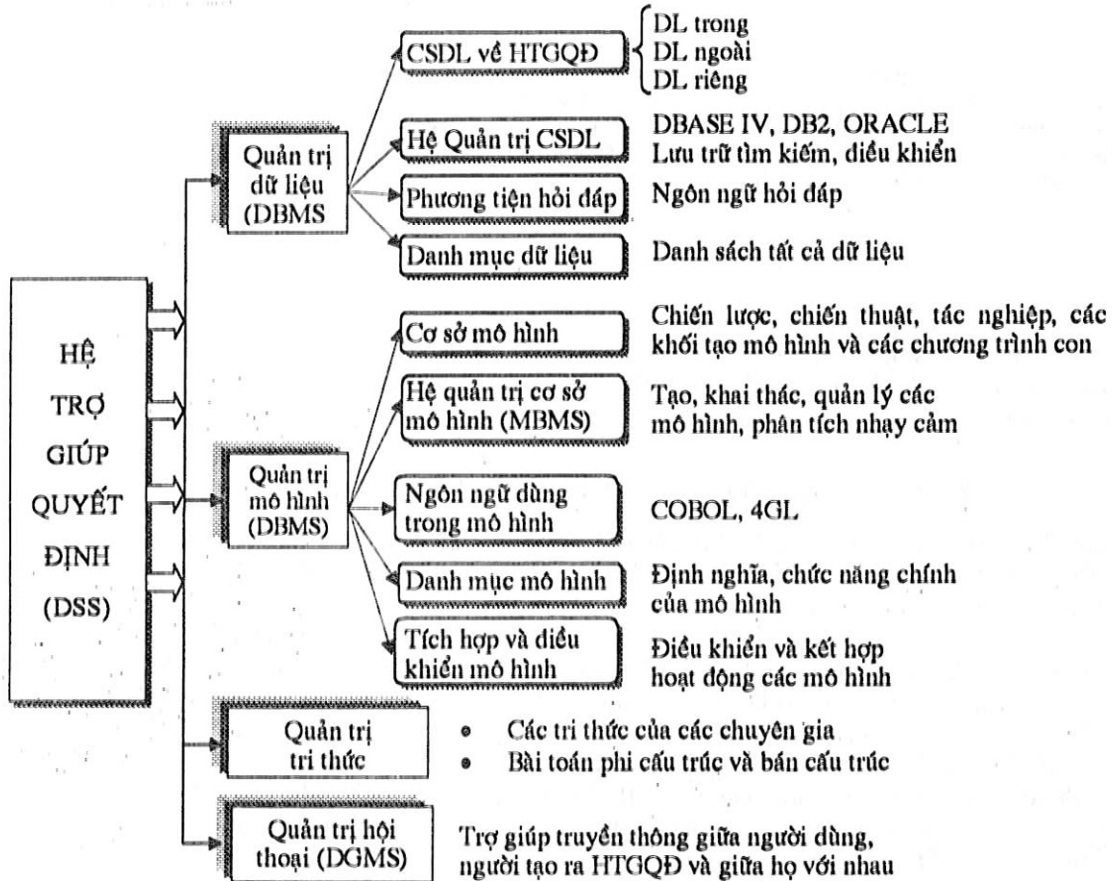 HỆ
TRỢ
GIÚP
QUYẾT
ĐỊNH
(DSS)
Quản trị
dữ liệu
(DBMS
CSDL về HTGQĐ
DL trong
DL ngoài
DL riêng
Hệ Quản trị CSDL
DBASE IV, DB2, ORACLE
Lưu trữ tìm kiếm, điều khiển
Phương tiện hỏi đáp
Ngôn ngữ hỏi đáp
Danh mục dữ liệu
Danh sách tất cả dữ liệu
Quản trị
mô hình
(DBMS)
Cơ sở mô hình
Chiến lược, chiến thuật, tác nghiệp, các
khối tạo mô hình và các chương trình con
Hệ quản trị cơ sở
mô hình (MBMS)
Tạo, khai thác, quản lý các
mô hình, phân tích nhạy cảm
Ngôn ngữ dùng
trong mô hình
COBOL, 4GL
Danh mục mô hình
Định nghĩa, chức năng chính
của mô hình
Tích hợp và điều
khiển mô hình
Điều khiển và kết hợp
hoạt động các mô hình
Quản trị
tri thức
• Các tri thức của các chuyên gia
• Bài toán phi cấu trúc và bán cấu trúc
Quản trị hội
thoại (DGMS)
Trợ giúp truyền thông giữa người dùng,
người tạo ra HTGQĐ và giữa họ với nhau